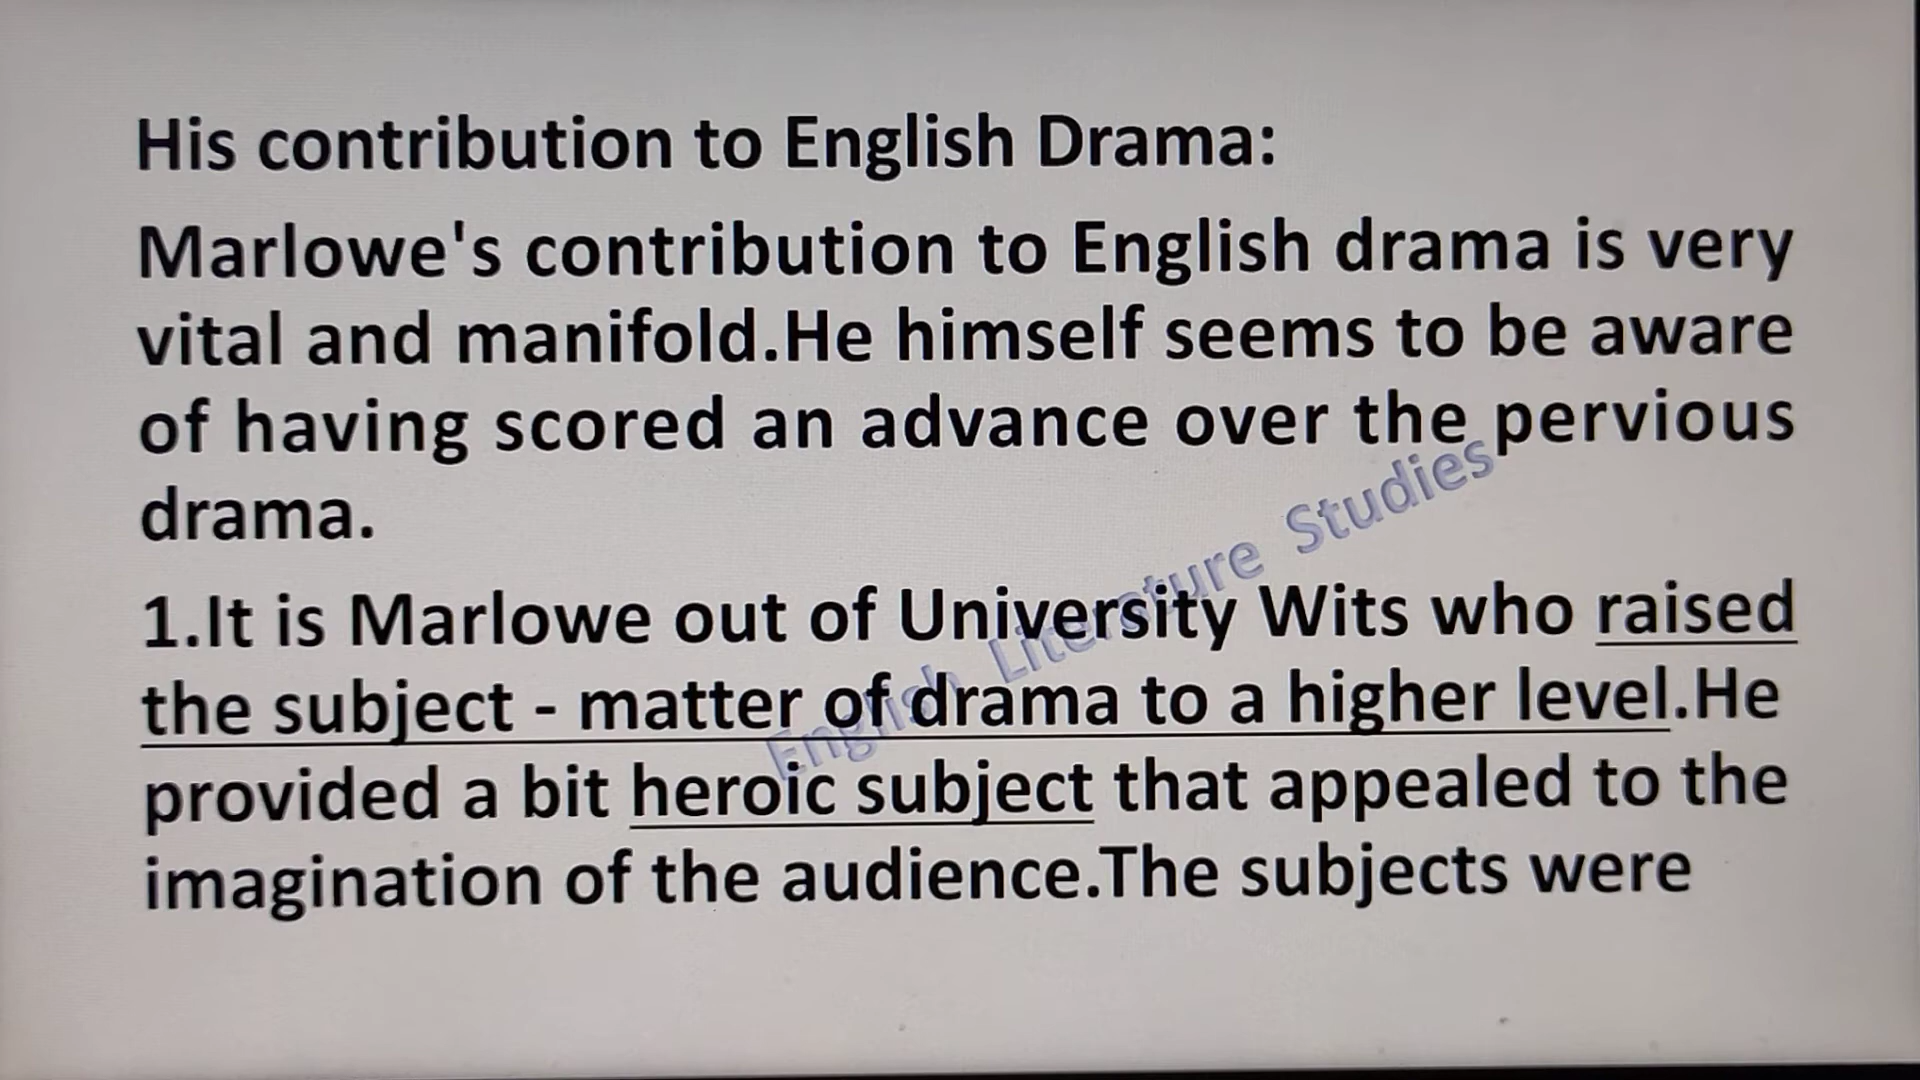 His contribution to English Drama:
Marlowe's contribution to English drama is very
vital and manifold.He himself seems to be aware
of having scored an advance over the pervious
drama.
1.It is Marlowe out of University Wits who raised
the subject - matter of drama to a higher level.He
provided a bit heroic subject that appealed to the
imagination of the audience.The subjects were
English Literature Studies